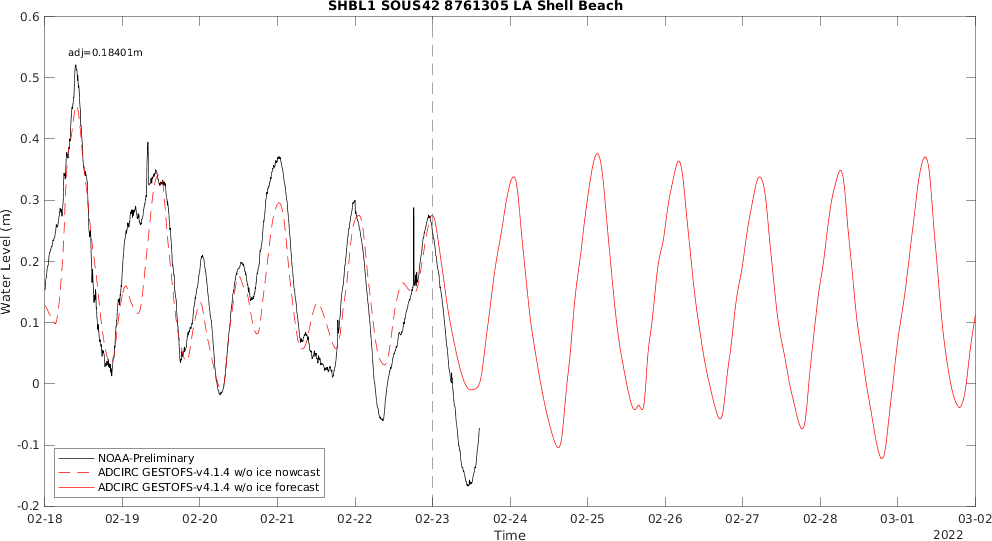 SHBL1 SOUS42 8761305 LA Shell Beach
adj=0.18401m
Water Level (m)
0.6
0.5
0.4
0.3
0.2
0.1
0
-0.1
-0.2
NOAA-Preliminary
ADCIRC GESTOFS-v4.1.4 w/o ice nowcast
ADCIRC GESTOFS-v4.1.4 w/o ice forecast
02-18 02-19 02-20 02-21 02-22 02-23 02-24 02-25 02-26 02-27 02-28 03-01 03-02
Time
2022